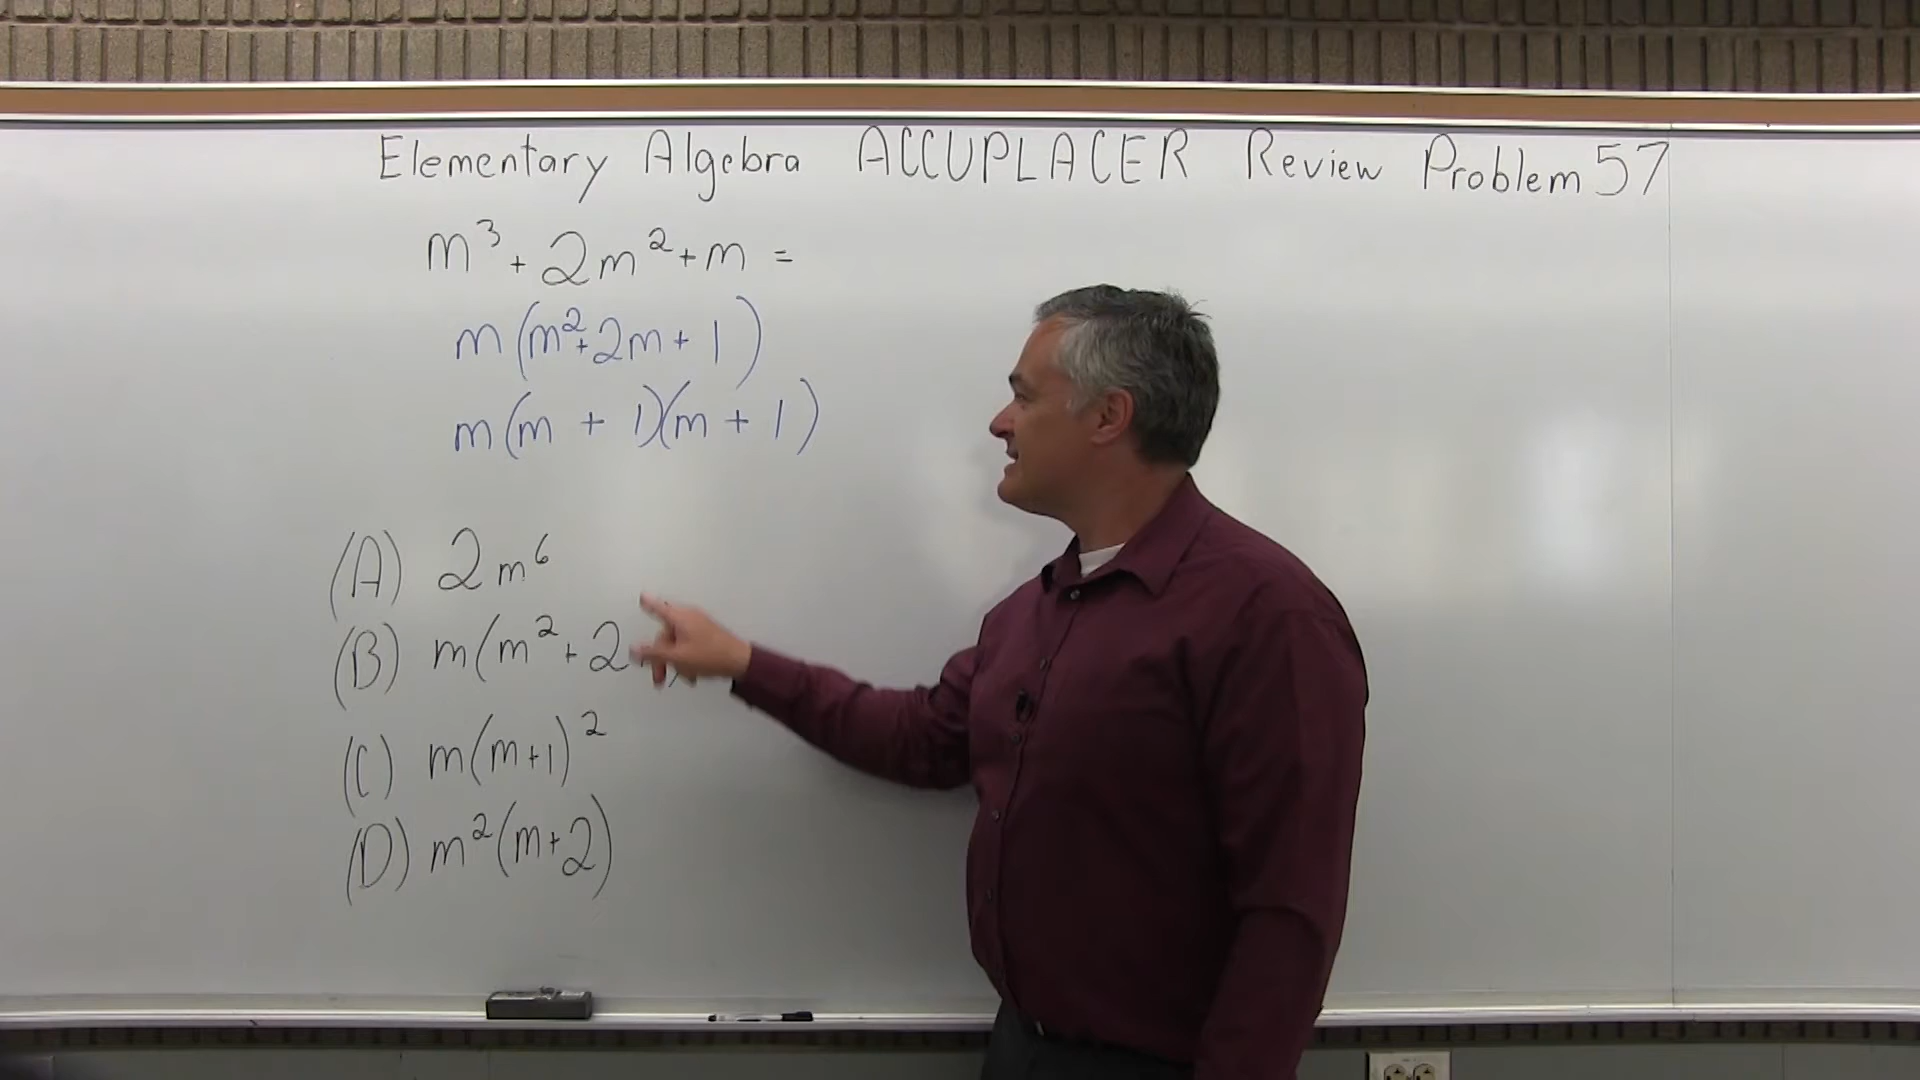 Elementary Algebra ACCUPLACER Review Problem 57
m³ + 2m² + m =
m(m² + 2m + 1)
m(m + 1)(m + 1)
(A) 2m⁶
(B) m(m² + 2
(C) m(m+1)²
(D) m²(m+2)